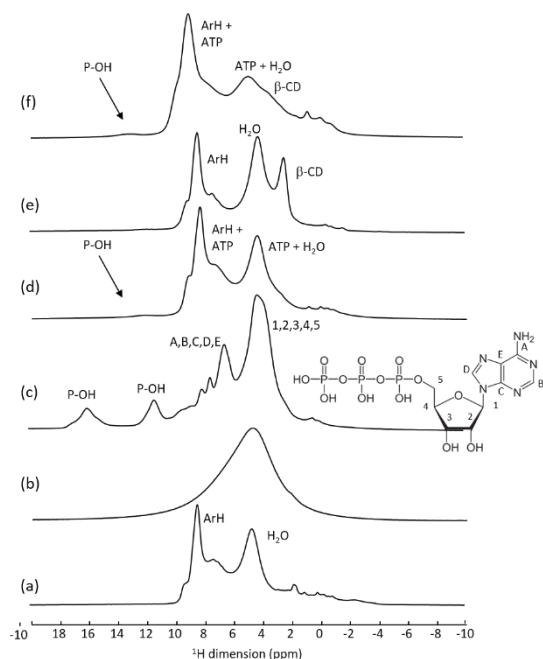 ArH +
ATP
P-OH
ATP + H₂O
β-CD
(f)
H₂O
ArH
β-CD
(e)
ArH +
ATP
P-OH
ATP + H₂O
(d)
1,2,3,4,5
A,B,C,D,E
P-OH
P-OH
(c)
NH₂
A
N
E
N
D
B
C
N
N
O
O
O
HO
P
O
P
O
P
O
5
OH
OH
OH
O
4
1
3
2
OH
OH
(b)
ArH
H₂O
(a)
-10 18 16 14 12 10 8 6 4 2 0 -2 -4 -6 -8 -10
¹H dimension (ppm)